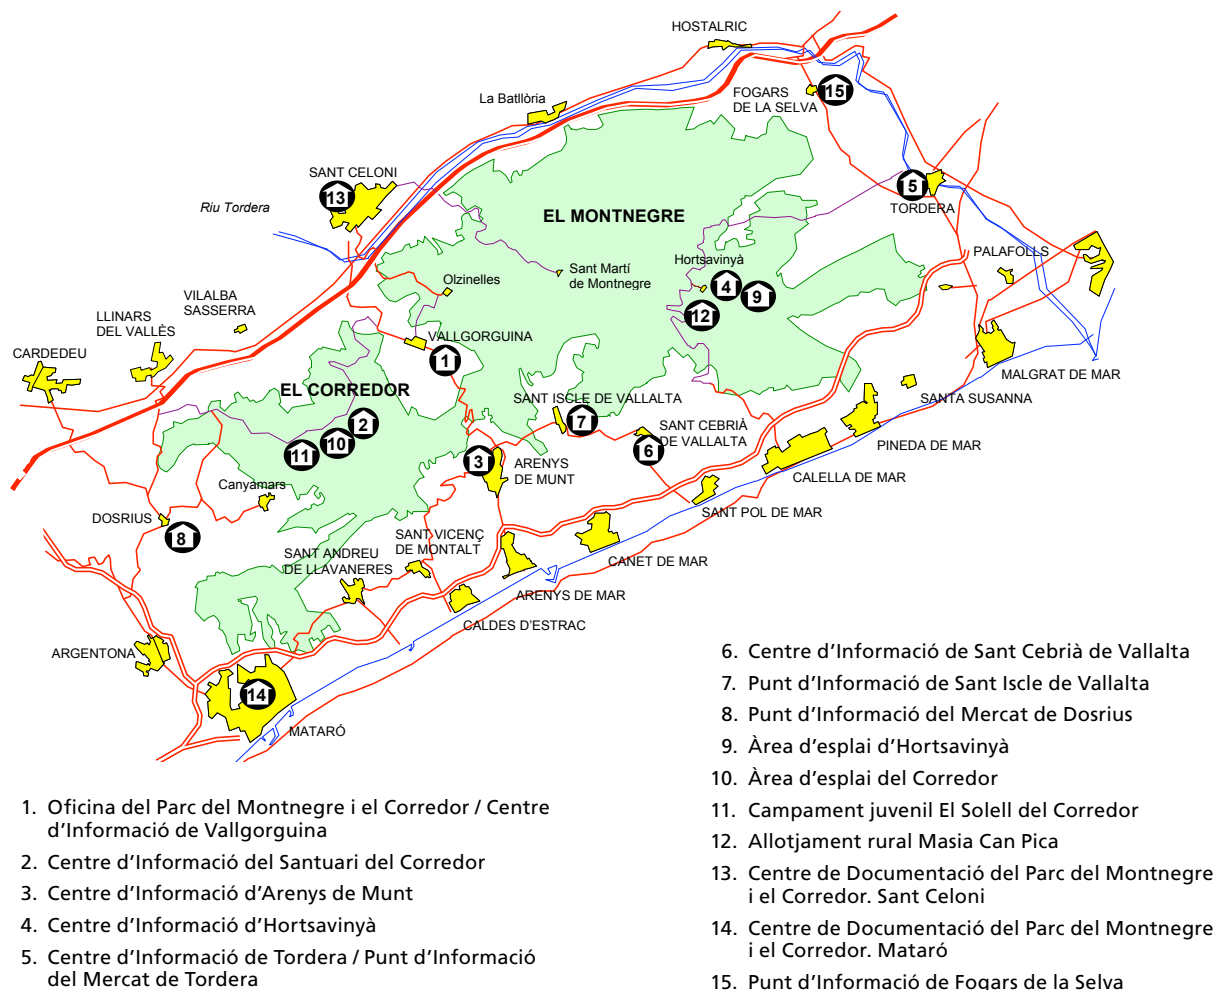 HOSTALRIC
La Batllòria
FOGARS
DE LA SELVA
15
SANT CELONI
13
Riu Tordera
EL MONTNEGRE
5
TORDERA
PALAFOLLS
Hortsavinyà
Sant Martí
de Montnegre
Olzinelles
4
9
12
VILALBA
SASSERRA
LLINARS
DEL VALLÈS
CARDEDEU
VALLGORGUINA
1
MALGRAT DE MAR
EL CORREDOR
SANT ISCLE DE VALLALTA
SANTA SUSANNA
2
7
SANT CEBRIÀ
DE VALLALTA
10
6
PINEDA DE MAR
11
3
ARENYS
DE MUNT
CALELLA DE MAR
Canyamars
SANT POL DE MAR
DOSRIUS
8
SANT VICENÇ
DE MONTALT
SANT ANDREU
DE LLAVANERES
CANET DE MAR
ARENYS DE MAR
CALDES D'ESTRAC
ARGENTONA
14
MATARÓ
1. Oficina del Parc del Montnegre i el Corredor / Centre
d'Informació de Vallgorguina
2. Centre d'Informació del Santuari del Corredor
3. Centre d'Informació d'Arenys de Munt
4. Centre d'Informació d'Hortsavinyà
5. Centre d'Informació de Tordera / Punt d'Informació
del Mercat de Tordera
6. Centre d'Informació de Sant Cebrià de Vallalta
7. Punt d'Informació de Sant Iscle de Vallalta
8. Punt d'Informació del Mercat de Dosrius
9. Àrea d'esplai d'Hortsavinyà
10. Àrea d'esplai del Corredor
11. Campament juvenil El Solell del Corredor
12. Allotjament rural Masia Can Pica
13. Centre de Documentació del Parc del Montnegre
i el Corredor. Sant Celoni
14. Centre de Documentació del Parc del Montnegre
i el Corredor. Mataró
15. Punt d'Informació de Fogars de la Selva